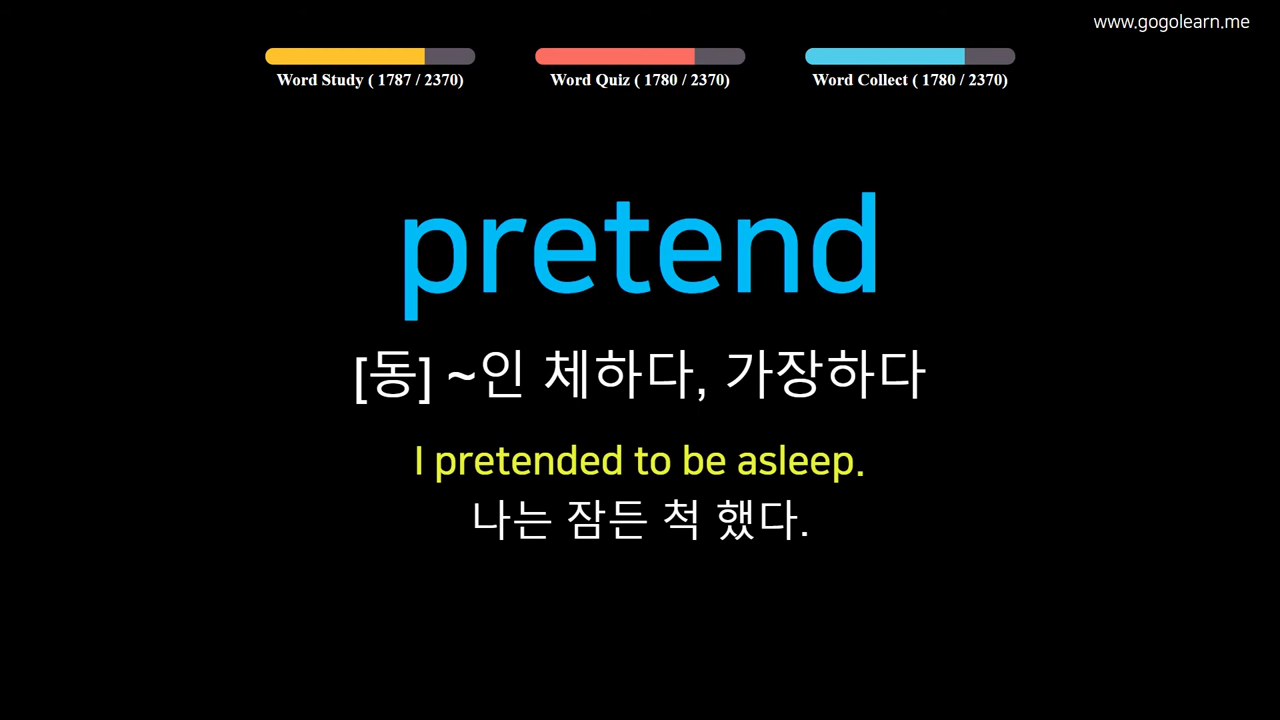 www.gogolearn.me
Word Study ( 1787 / 2370)
Word Quiz ( 1780 / 2370)
Word Collect ( 1780 / 2370)
pretend
[동] ~인 체하다, 가장하다
I pretended to be asleep.
나는 잠든 척 했다.